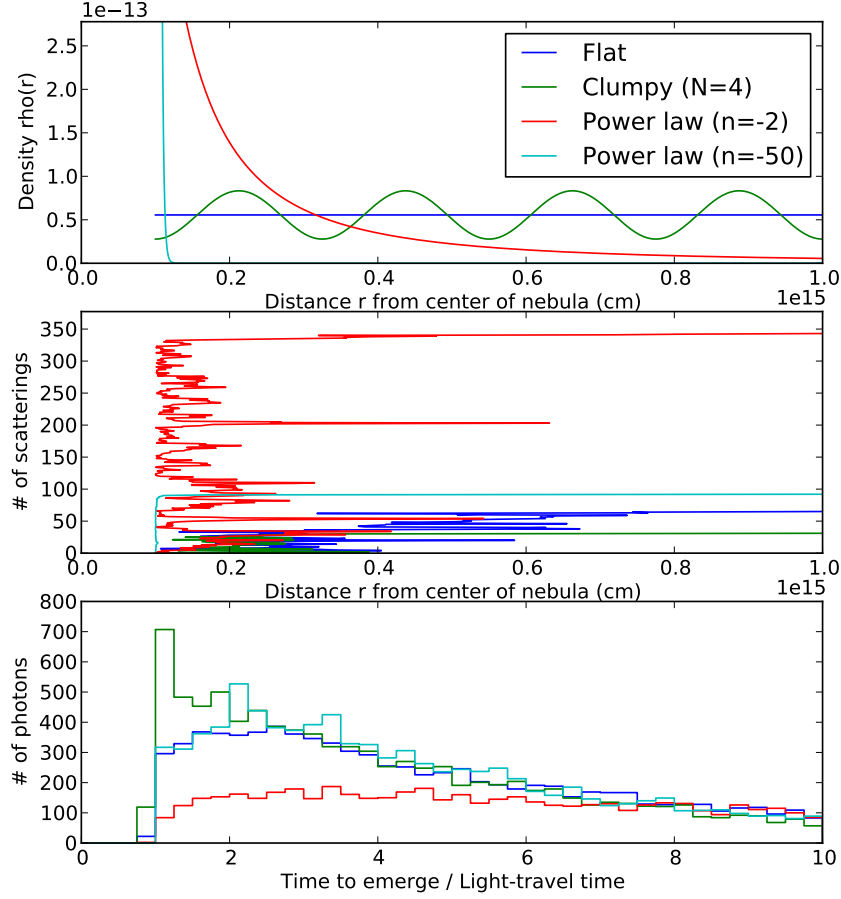 1e−13
2.5
2.0
1.5
1.0
0.5
0.0
Density rho(r)
Flat
Clumpy (N=4)
Power law (n=-2)
Power law (n=-50)
0.0 0.2 0.4 0.6 0.8 1.0
Distance r from center of nebula (cm) 1e15
350
300
250
200
150
100
50
0
# of scatterings
0.0 0.2 0.4 0.6 0.8 1.0
Distance r from center of nebula (cm) 1e15
800
700
600
500
400
300
200
100
0
# of photons
0 2 4 6 8 10
Time to emerge / Light-travel time